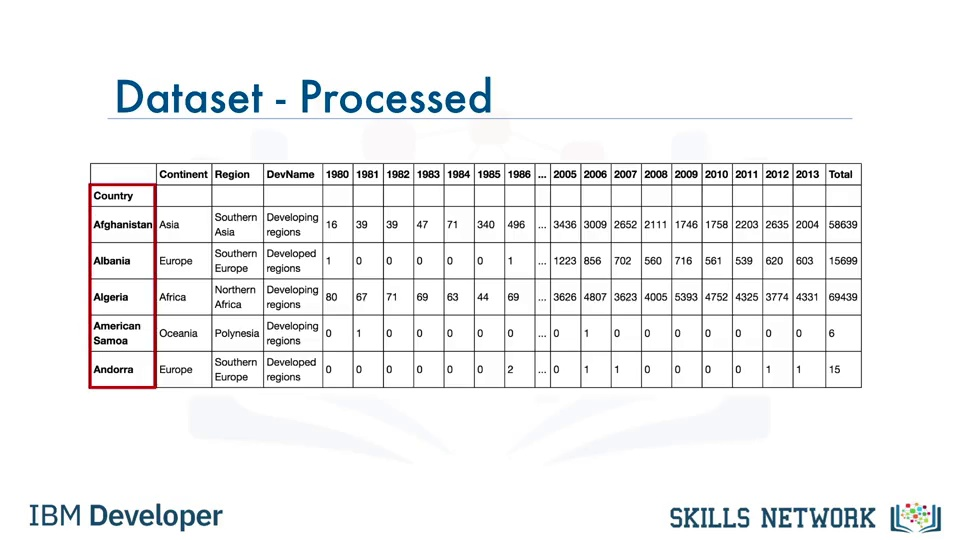 Dataset - Processed
Continent Region DevName 1980 1981 1982 1983 1984 1985 1986 ... 2005 2006 2007 2008 2009 2010 2011 2012 2013 Total
Country
Afghanistan Asia Southern Asia Developing regions 16 39 39 47 71 340 496 ... 3436 3009 2652 2111 1746 1758 2203 2635 2004 58639
Albania Europe Southern Europe Developed regions 1 0 0 0 0 0 1 ... 1223 856 702 560 716 561 539 620 603 15699
Algeria Africa Northern Africa Developing regions 80 67 71 69 63 44 69 ... 3626 4807 3623 4005 5393 4752 4325 3774 4331 69439
American Samoa Oceania Polynesia Developing regions 0 1 0 0 0 0 0 ... 0 1 0 0 0 0 0 0 0 6
Andorra Europe Southern Europe Developed regions 0 0 0 0 0 0 2 ... 0 1 1 0 0 0 0 1 1 15
IBM Developer
SKILLS NETWORK